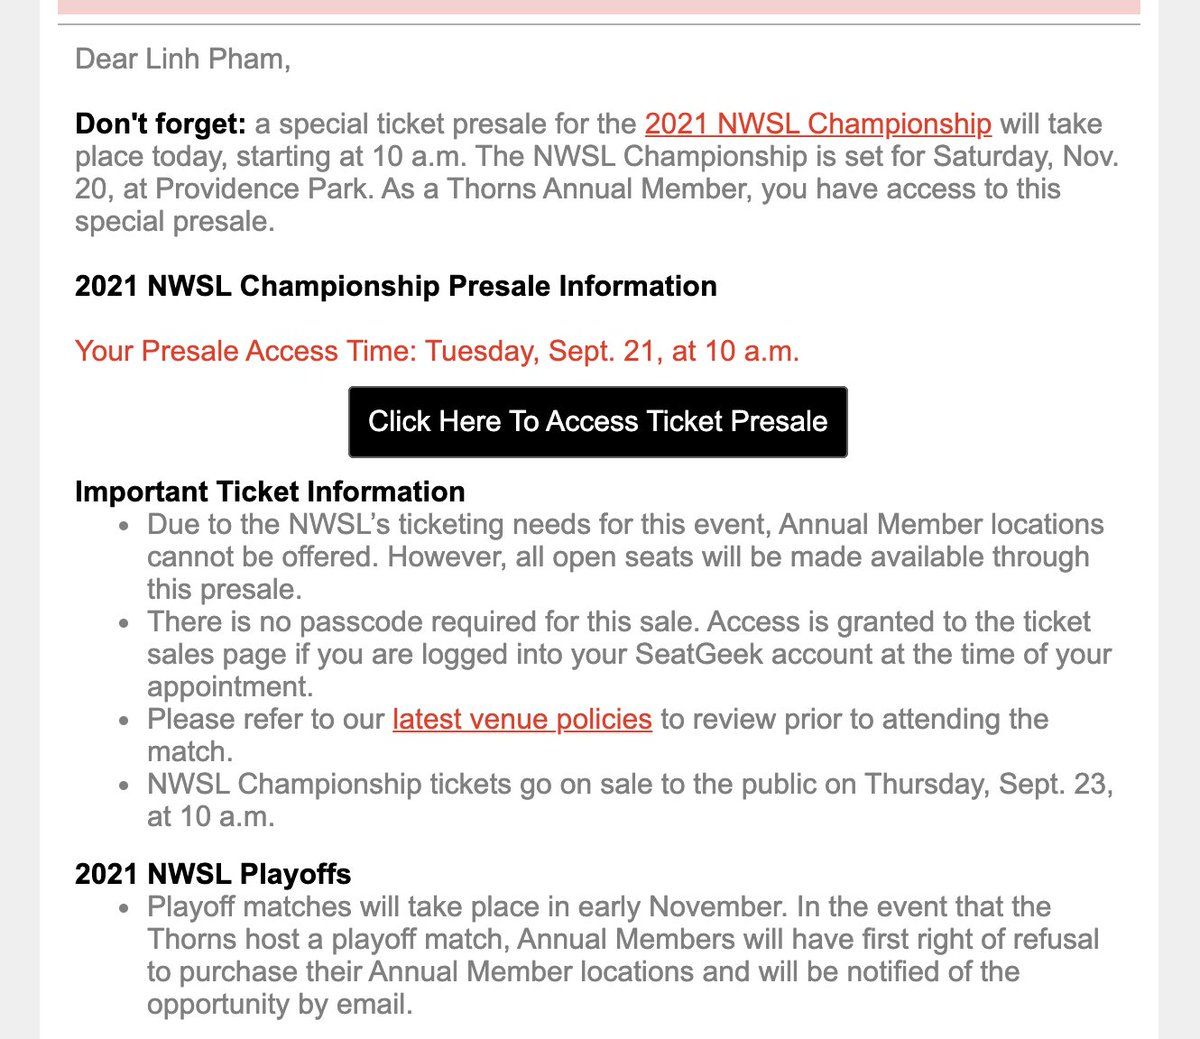 Dear Linh Pham,
Don't forget: a special ticket presale for the 2021 NWSL Championship will take
place today, starting at 10 a.m. The NWSL Championship is set for Saturday, Nov.
20, at Providence Park. As a Thorns Annual Member, you have access to this
special presale.
2021 NWSL Championship Presale Information
Your Presale Access Time: Tuesday, Sept. 21, at 10 a.m.
Click Here To Access Ticket Presale
Important Ticket Information
• Due to the NWSL’s ticketing needs for this event, Annual Member locations
cannot be offered. However, all open seats will be made available through
this presale.
• There is no passcode required for this sale. Access is granted to the ticket
sales page if you are logged into your SeatGeek account at the time of your
appointment.
• Please refer to our latest venue policies to review prior to attending the
match.
• NWSL Championship tickets go on sale to the public on Thursday, Sept. 23,
at 10 a.m.
2021 NWSL Playoffs
• Playoff matches will take place in early November. In the event that the
Thorns host a playoff match, Annual Members will have first right of refusal
to purchase their Annual Member locations and will be notified of the
opportunity by email.